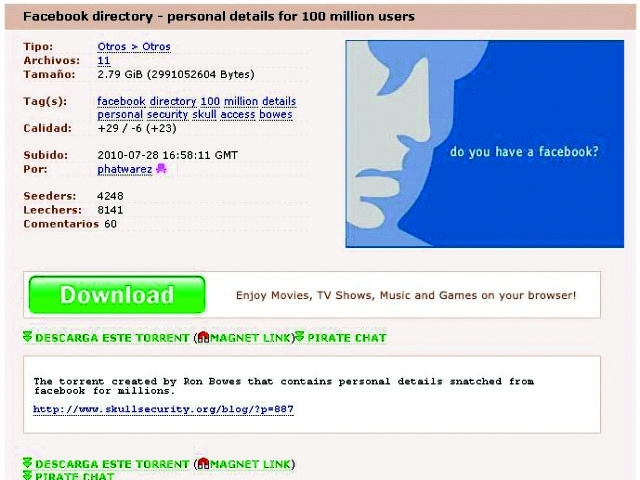 Facebook directory - personal details for 100 million users
Tipo: Otros > Otros
Archivos: 11
Tamaño: 2.79 GiB (2991052604 Bytes)
Tag(s): facebook directory 100 million details
personal security skull access bowes
Calidad: +29 / -6 (+23)
Subido: 2010-07-28 16:58:11 GMT
Por: phatwarez
Seeders: 4248
Leechers: 8141
Comentarios 60
do you have a facebook?
Download
Enjoy Movies, TV Shows, Music and Games on your browser!
DESCARGA ESTE TORRENT (MAGNET LINK) PIRATE CHAT
The torrent created by Ron Bowes that contains personal details snatched from
facebook for millions.
http://www.skullsecurity.org/blog/?p=887
DESCARGA ESTE TORRENT (MAGNET LINK)
PIRATE CHAT